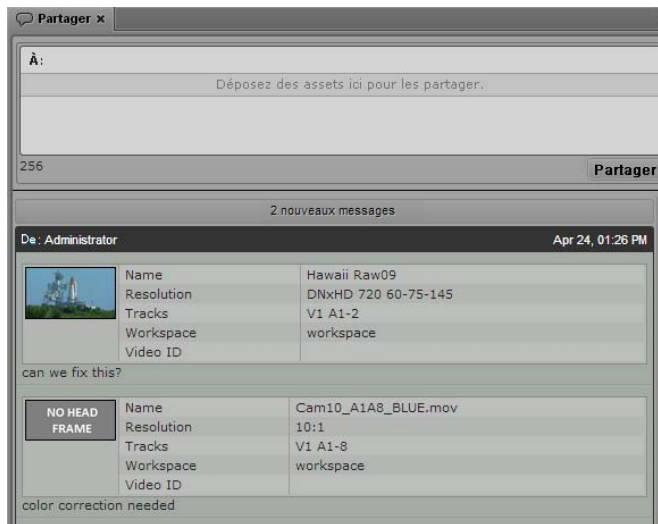 Partager x
À:
Déposez des assets ici pour les partager.
256
Partager
2 nouveaux messages
De: Administrator Apr 24, 01:26 PM
Name Hawaii Raw09
Resolution DNxHD 720 60-75-145
Tracks V1 A1-2
Workspace workspace
Video ID
can we fix this?
NO HEAD FRAME
Name Cam10_A1A8_BLUE.mov
Resolution 10:1
Tracks V1 A1-8
Workspace workspace
Video ID
color correction needed